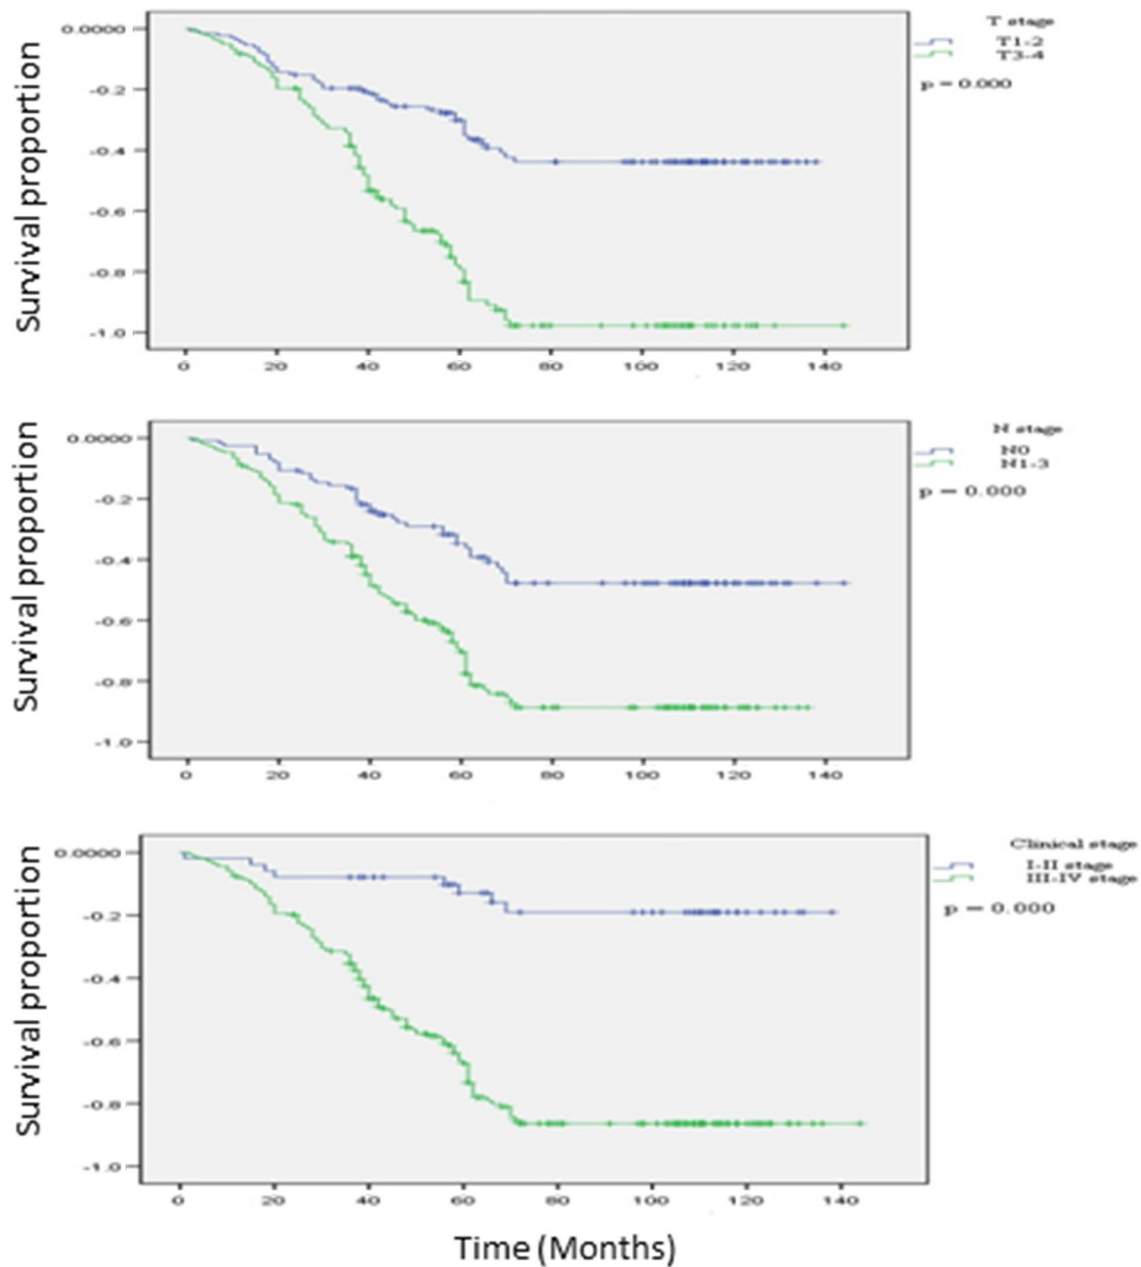 T stage
T1-2
T3-4
p = 0.000
Survival proportion
0.0000
-0.2
-0.4
-0.6
-0.8
-1.0
0 20 40 60 80 100 120 140
N stage
N0
N1-3
p = 0.000
Survival proportion
0.0000
-0.2
-0.4
-0.6
-0.8
-1.0
0 20 40 60 80 100 120 140
Clinical stage
I-II stage
III-IV stage
p = 0.000
Survival proportion
0.0000
-0.2
-0.4
-0.6
-0.8
-1.0
0 20 40 60 80 100 120 140
Time (Months)